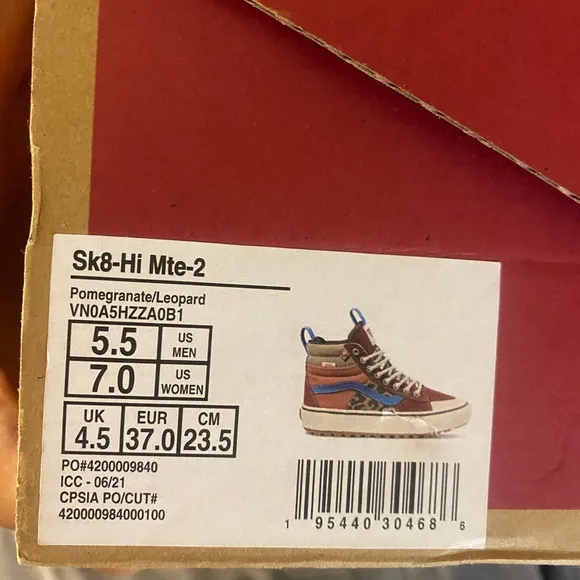 Sk8-Hi Mte-2
Pomegranate/Leopard
VN0A5HZZA0B1
5.5 US MEN
7.0 US WOMEN
UK EUR CM
4.5 37.0 23.5
PO#4200009840
ICC - 06/21
CPSIA PO/CUT#
420000984000100
1 95440 30468 6